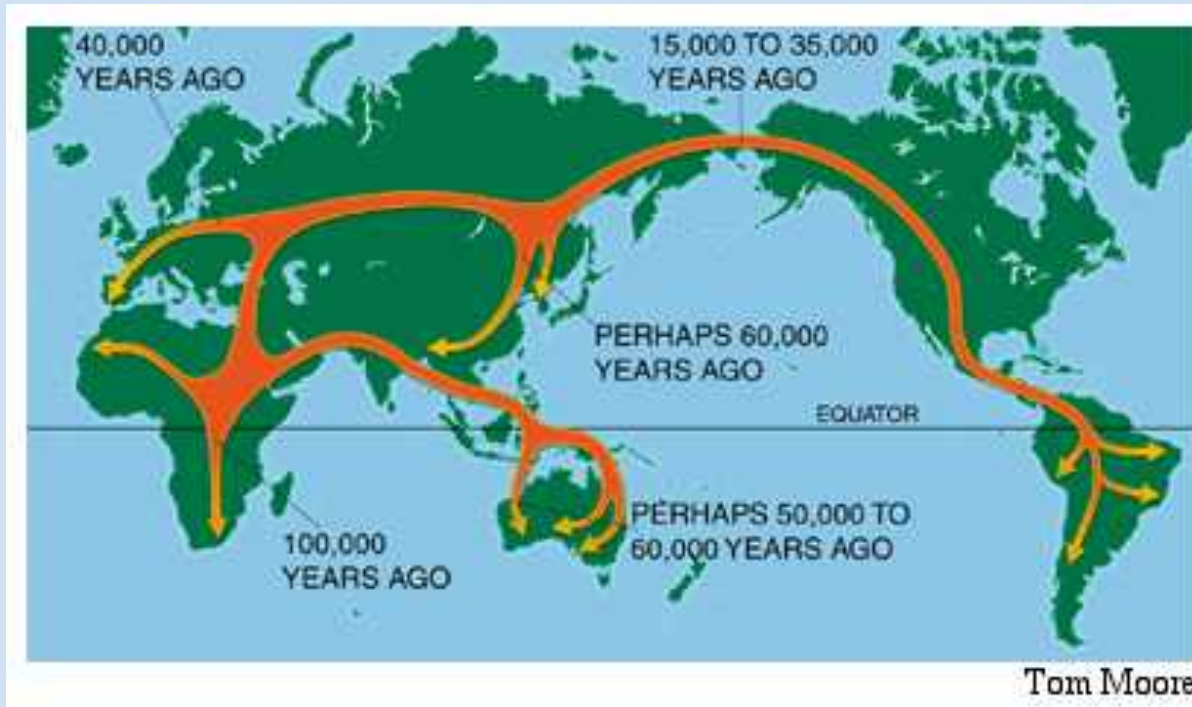 40,000
YEARS AGO
15,000 TO 35,000
YEARS AGO
PERHAPS 60,000
YEARS AGO
EQUATOR
PERHAPS 50,000 TO
60,000 YEARS AGO
100,000
YEARS AGO
Tom Moore